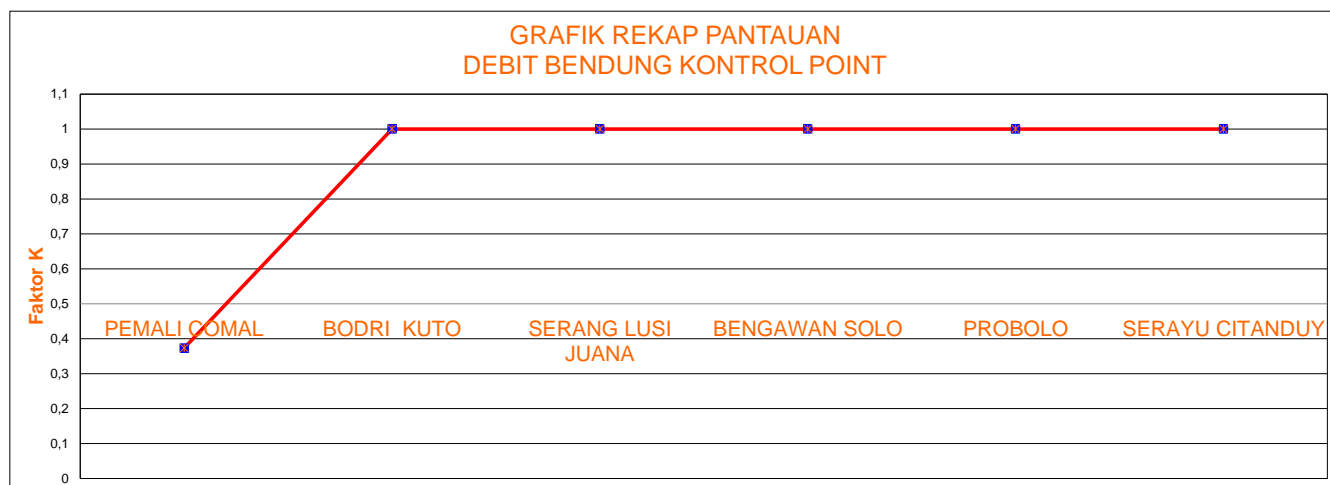 GRAFIK REKAP PANTAUAN
DEBIT BENDUNG KONTROL POINT
Faktor K
1,1
1
0,9
0,8
0,7
0,6
0,5
0,4
0,3
0,2
0,1
0
PEMALI COMAL
BODRI  KUTO
SERANG LUSI
JUANA
BENGAWAN SOLO
PROBOLO
SERAYU CITANDUY